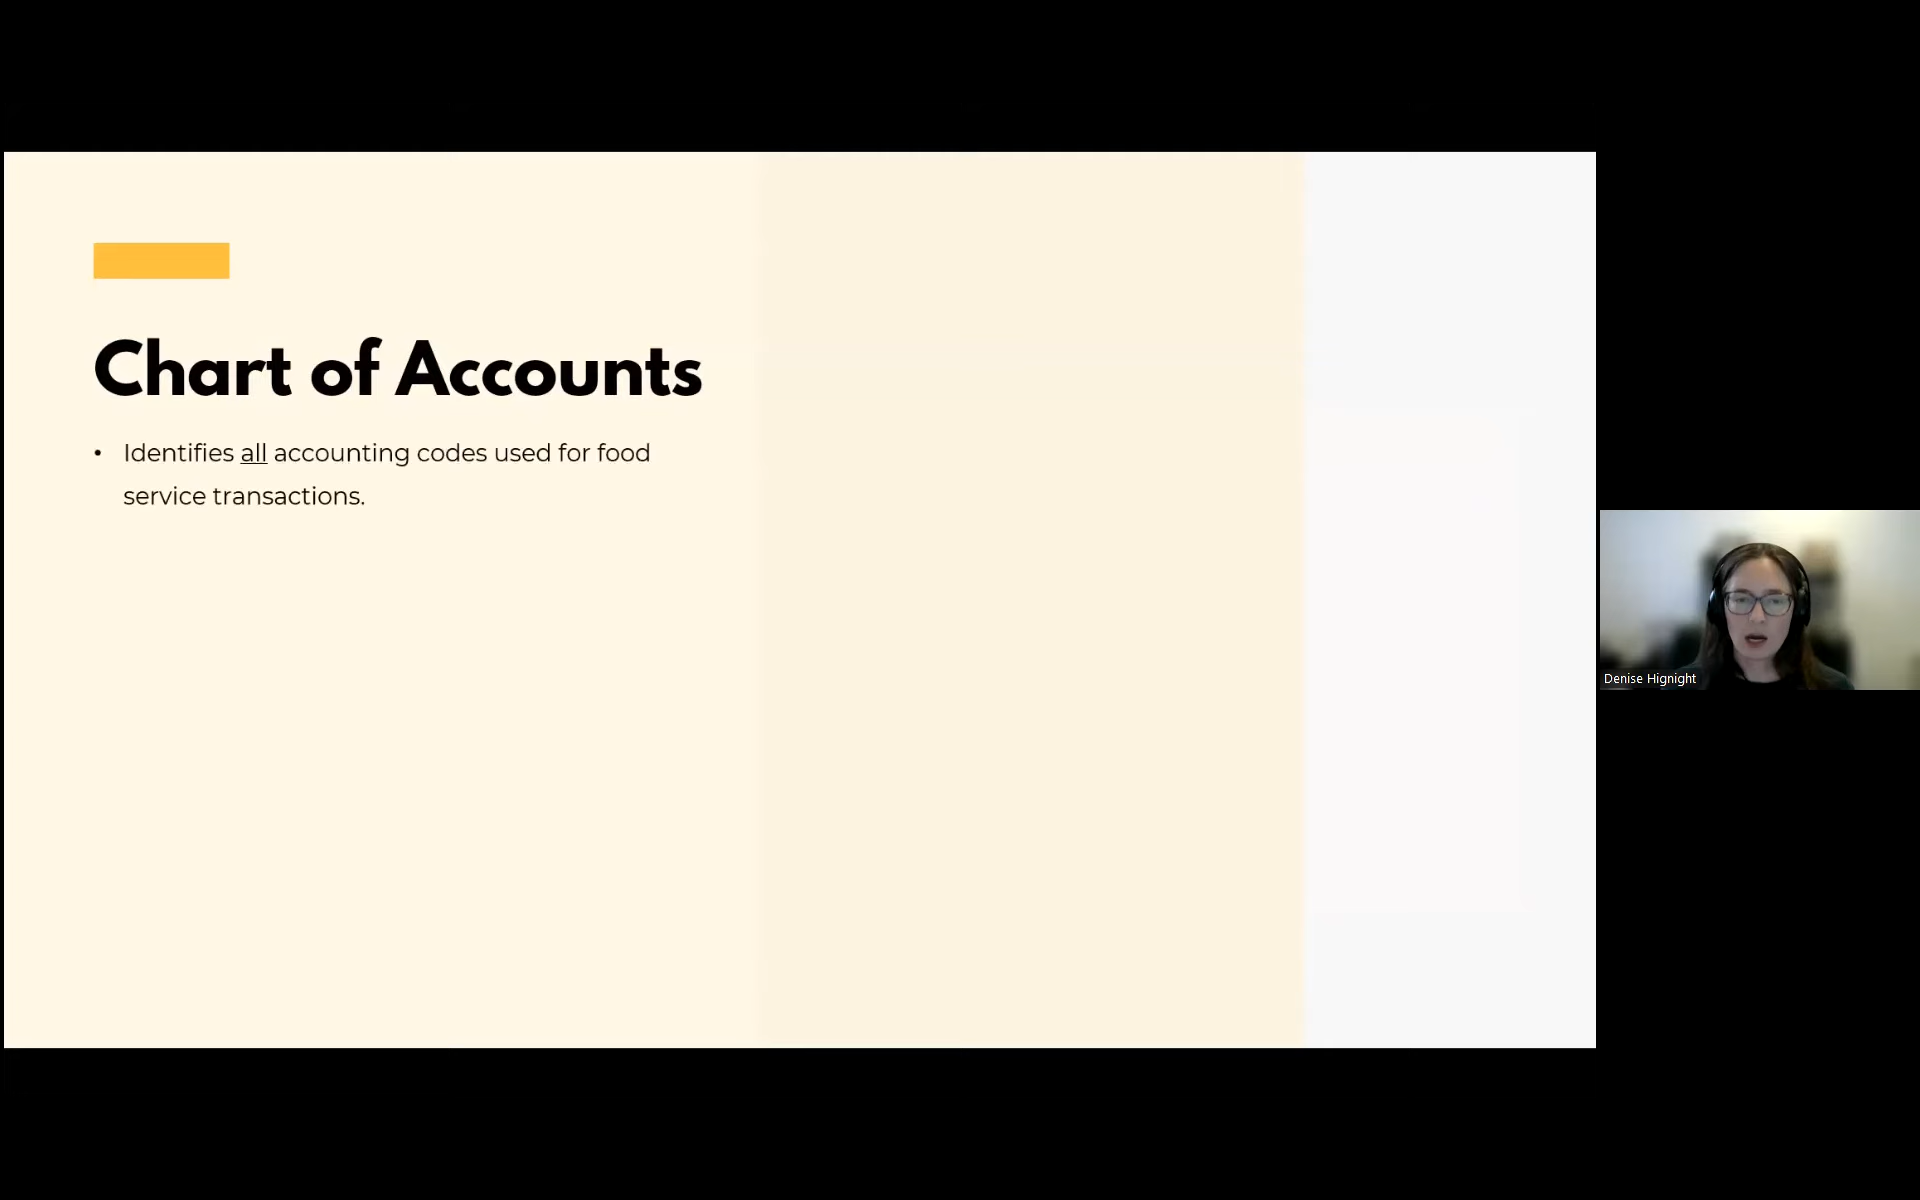 Chart of Accounts
• Identifies all accounting codes used for food
service transactions.
Denise Hignight